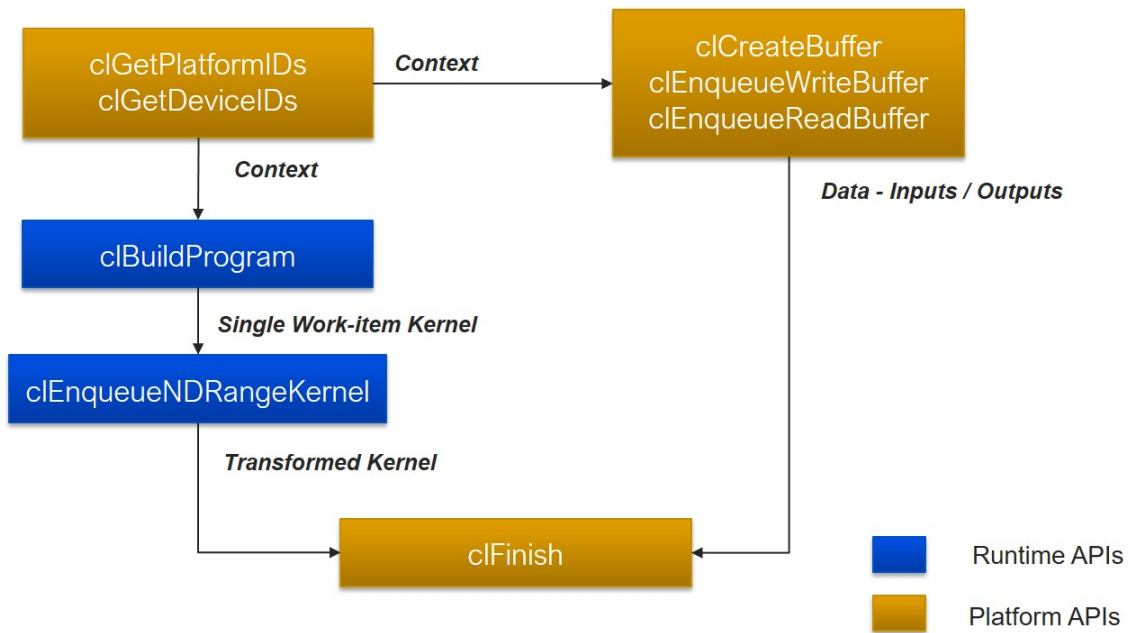 clGetPlatformIDs
clGetDeviceIDs
Context
clCreateBuffer
clEnqueueWriteBuffer
clEnqueueReadBuffer
Context
Data - Inputs / Outputs
clBuildProgram
Single Work-item Kernel
clEnqueueNDRangeKernel
Transformed Kernel
clFinish
Runtime APIs
Platform APIs